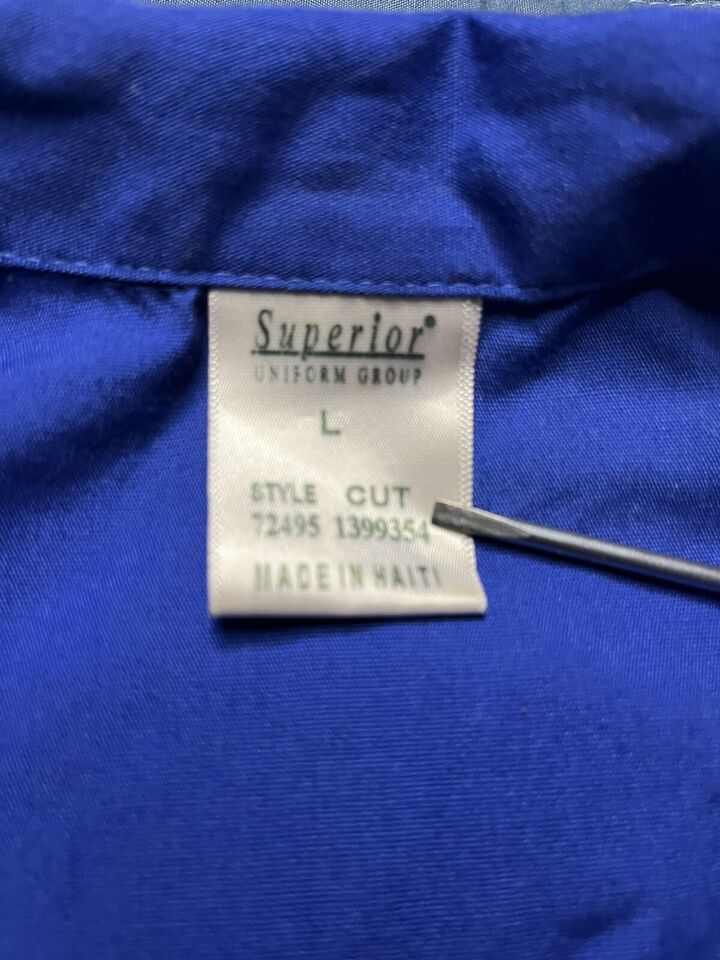 Superior®
UNIFORM GROUP
L
STYLE CUT
72495 1399354
MADE IN HAITI